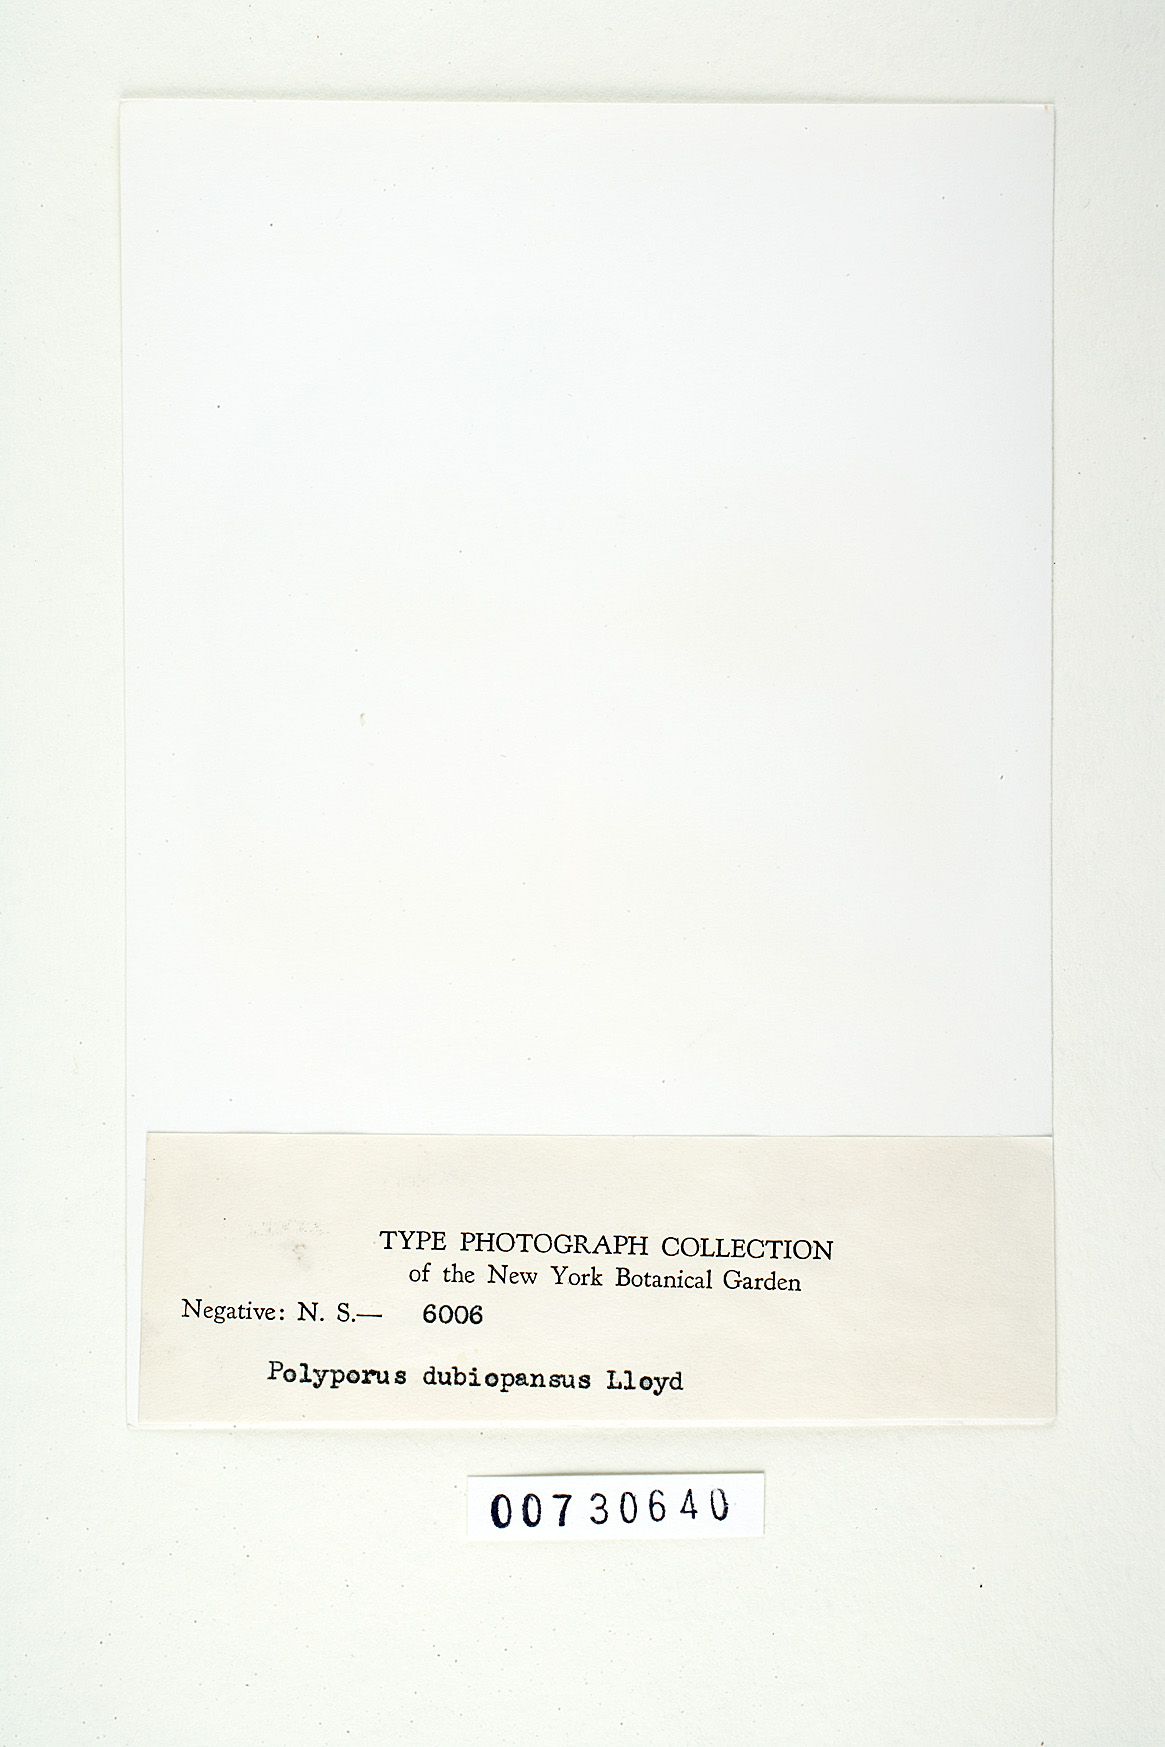 TYPE PHOTOGRAPH COLLECTION
of the New York Botanical Garden
Negative: N. S.— 6006
Polyporus dubiopansus Lloyd
00730640